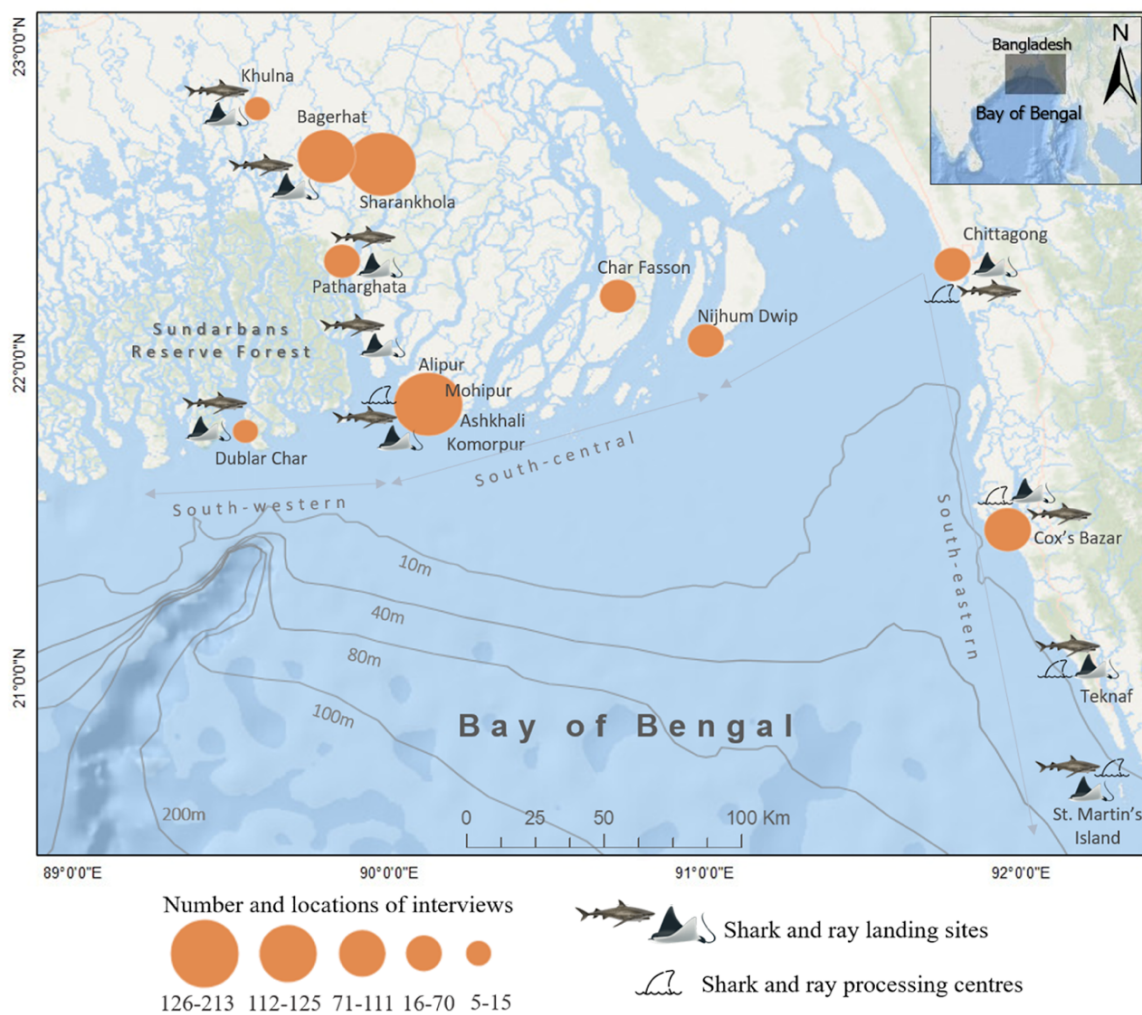 23°0'0"N
22°0'0"N
21°0'0"N
Khulna
Bagerhat
Sharankhola
Patharghata
Sundarbans
Reserve Forest
Dublar Char
Alipur
Mohipur
Ashkhali
Komorpur
Char Fasson
Nijhum Dwip
Chittagong
Cox's Bazar
Teknaf
St. Martin's
Island
Bangladesh
Bay of Bengal
N
South-western
South-central
South-eastern
10m
40m
80m
100m
200m
Bay of Bengal
0 25 50 100 Km
89°0'0"E 90°0'0"E 91°0'0"E 92°0'0"E
Number and locations of interviews
126-213 112-125 71-111 16-70 5-15
Shark and ray landing sites
Shark and ray processing centres